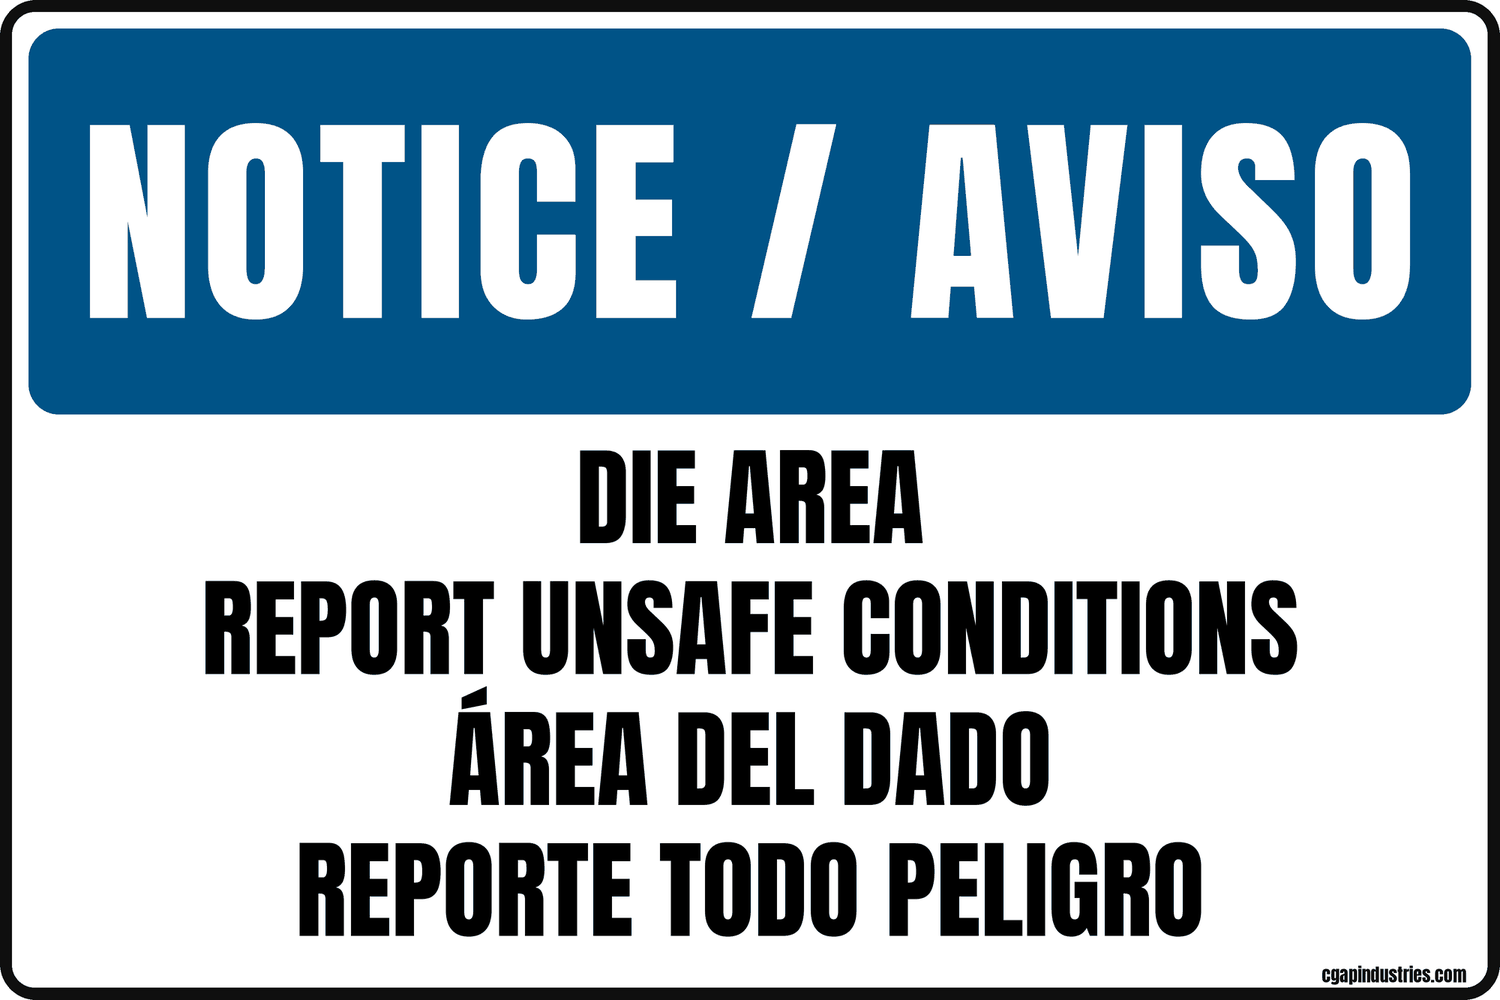 NOTICE / AVISO
DIE AREA
REPORT UNSAFE CONDITIONS
ÁREA DEL DADO
REPORTE TODO PELIGRO
cgapindustries.com